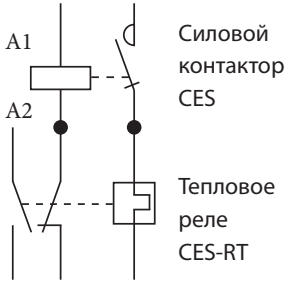 A1
A2
Силовой
контактор
CES
Тепловое
реле
CES-RT